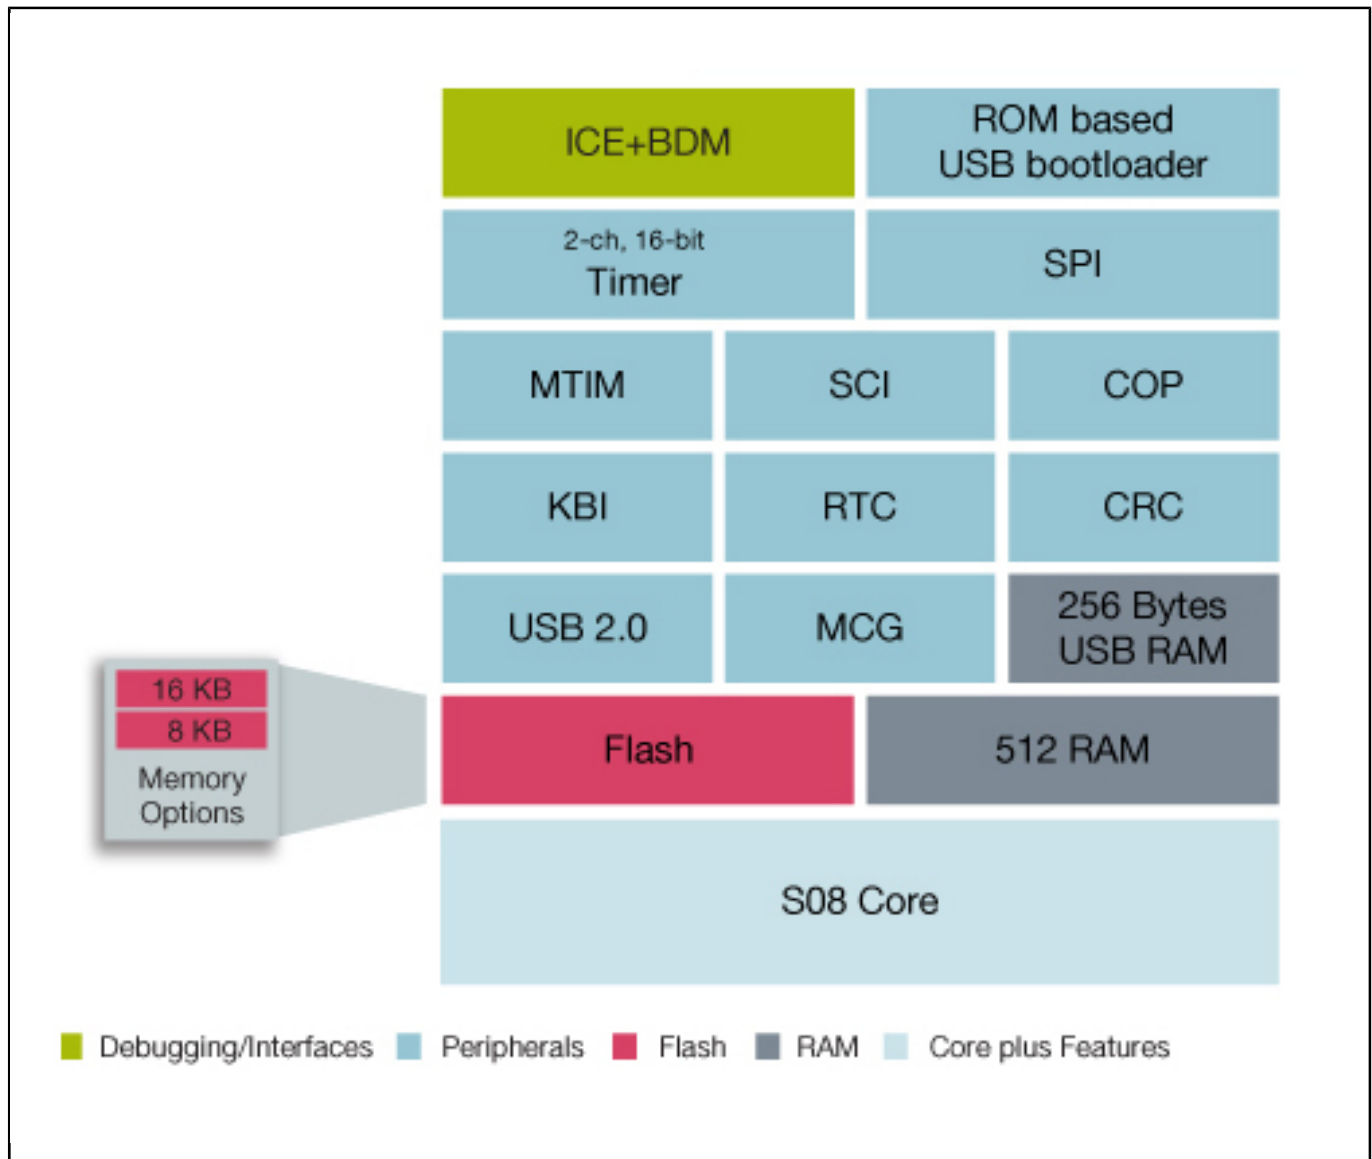 ICE+BDM
ROM based
USB bootloader
2-ch, 16-bit
Timer
SPI
MTIM
SCI
COP
KBI
RTC
CRC
USB 2.0
MCG
256 Bytes
USB RAM
16 KB
8 KB
Memory
Options
Flash
512 RAM
S08 Core
Debugging/Interfaces
Peripherals
Flash
RAM
Core plus Features